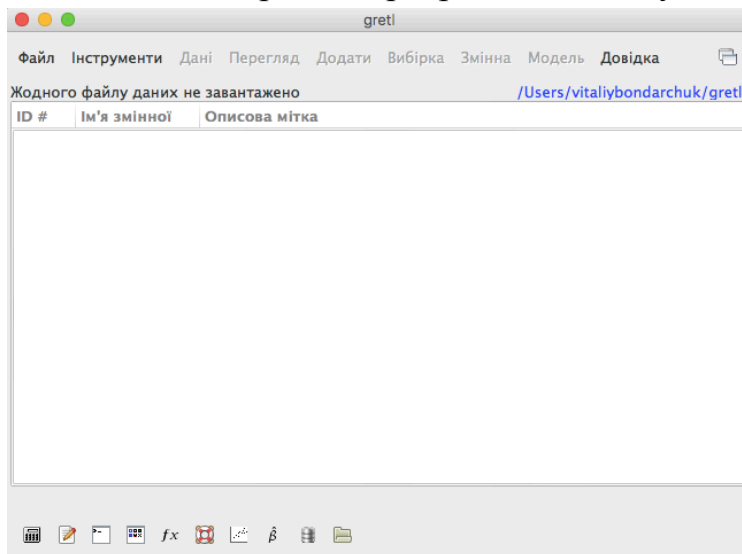 gretl
Файл Інструменти Дані Перегляд Додати Вибірка Змінна Модель Довідка
Жодного файлу даних не завантажено /Users/vitaliybondarchuk/gretl
ID # Ім'я змінної Описова мітка
fx β̂